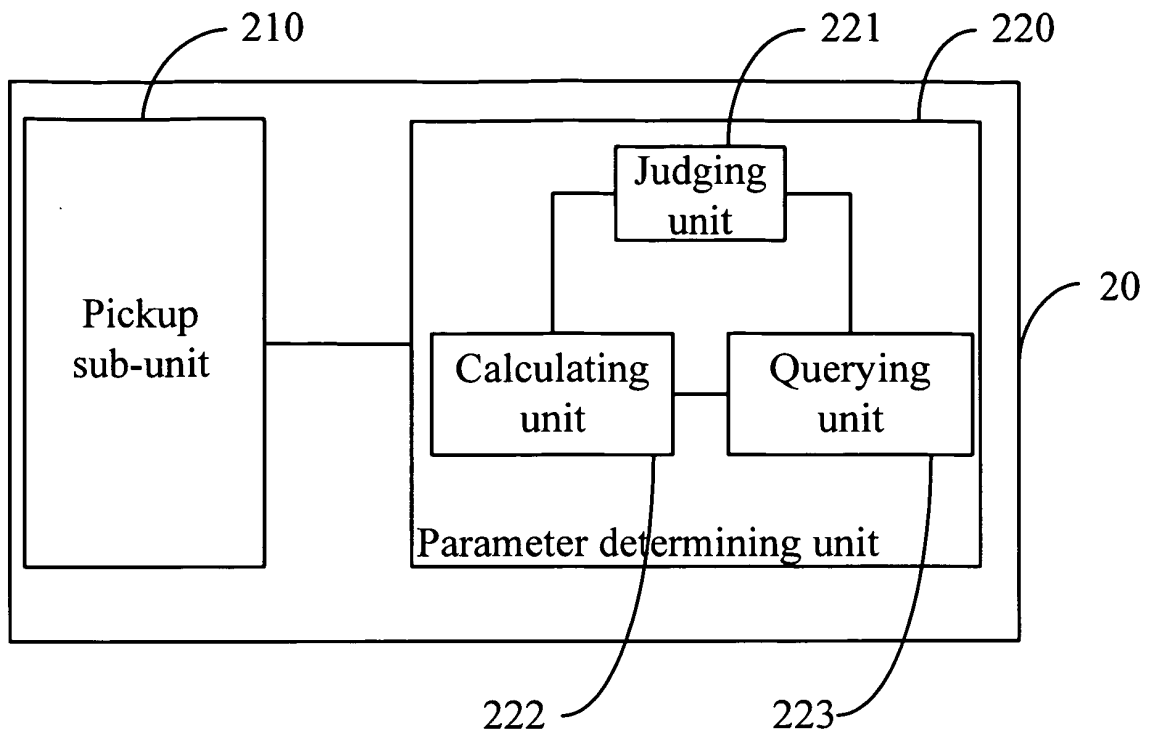 210
221
220
Judging
unit
20
Pickup
sub-unit
Calculating
unit
Querying
unit
Parameter determining unit
222
223